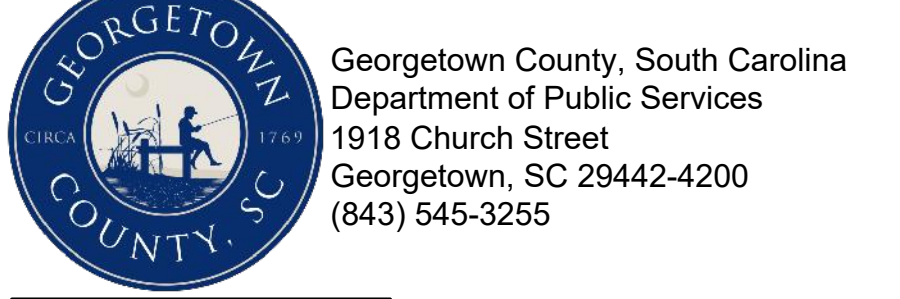 GEORGETOWN
CIRCA 1769
COUNTY, SC
Georgetown County, South Carolina
Department of Public Services
1918 Church Street
Georgetown, SC 29442-4200
(843) 545-3255